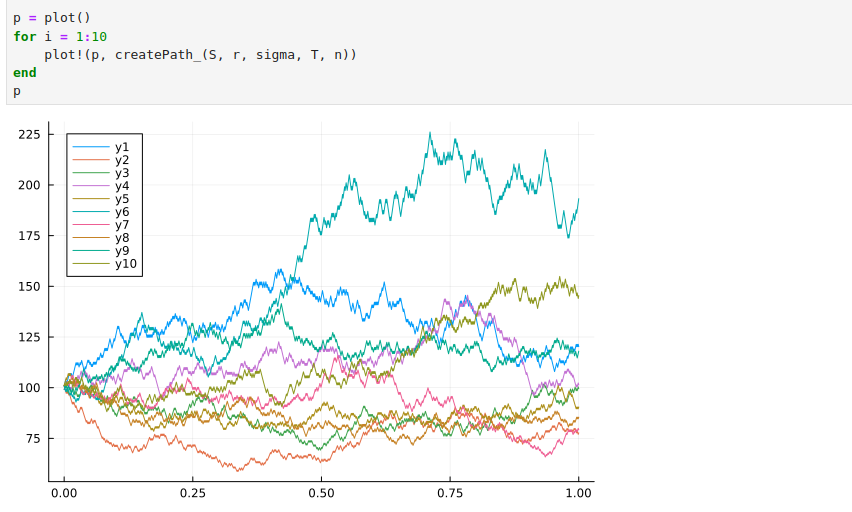 p = plot()
for i = 1:10
    plot!(p, createPath_(S, r, sigma, T, n))
end
p
225
200
175
150
125
100
75
y1
y2
y3
y4
y5
y6
y7
y8
y9
y10
0.00 0.25 0.50 0.75 1.00